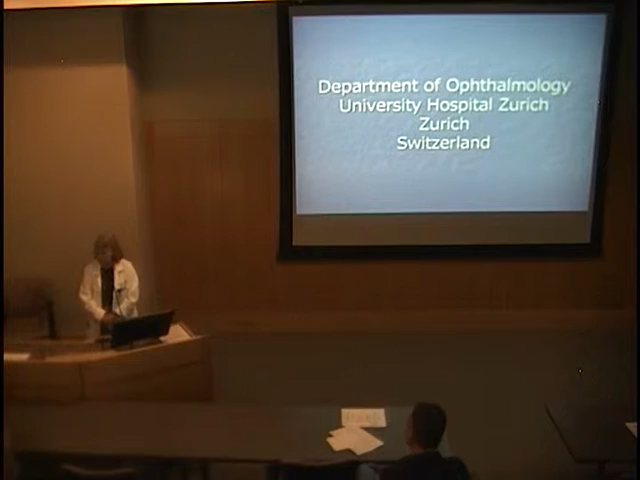 Department of Ophthalmology
University Hospital Zurich
Zurich
Switzerland